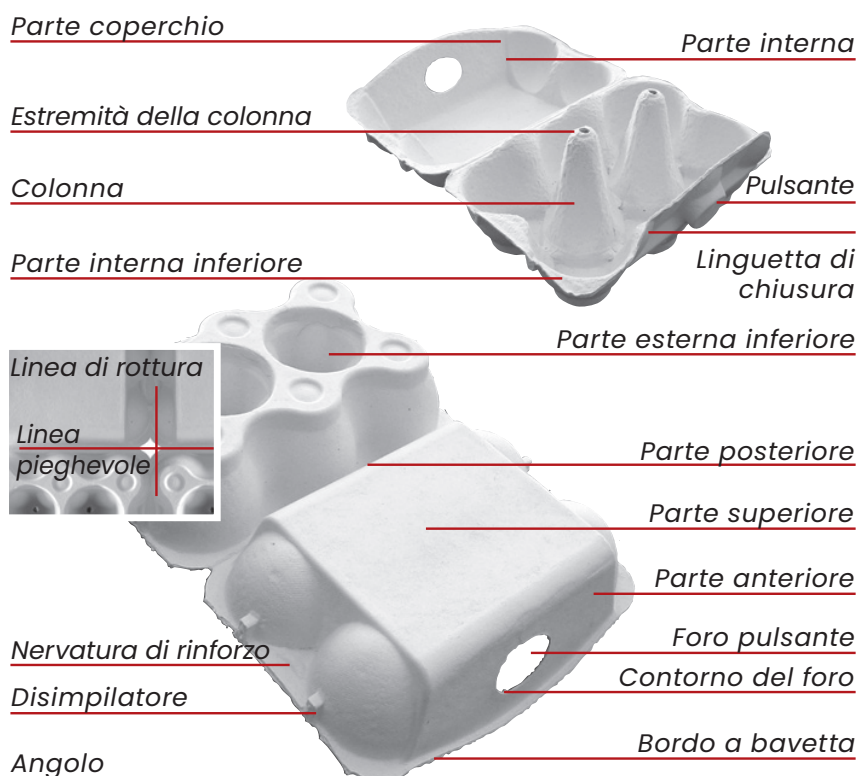 Parte coperchio
Parte interna
Estremità della colonna
Colonna
Pulsante
Parte interna inferiore
Linguetta di
chiusura
Parte esterna inferiore
Linea di rottura
Linea
pieghevole
Parte posteriore
Parte superiore
Parte anteriore
Nervatura di rinforzo
Foro pulsante
Contorno del foro
Disimpilatore
Bordo a bavetta
Angolo